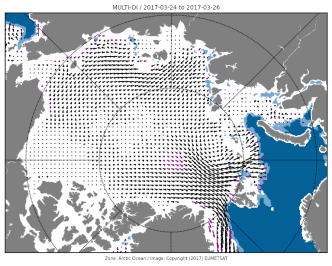 MULTI-OI / 2017-03-24 to 2017-03-26
Zone: Arctic Ocean / Image: Copyright (2017) EUMETSAT